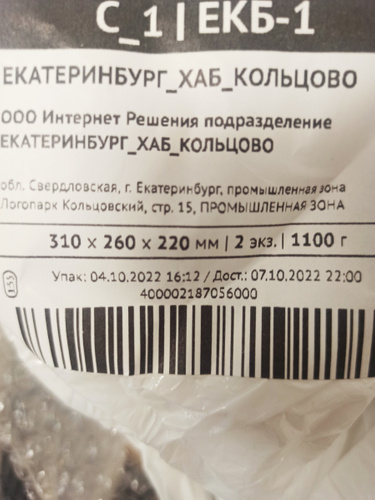 С_1 | ЕКБ-1
ЕКАТЕРИНБУРГ_ХАБ_КОЛЬЦОВО
ООО Интернет Решения подразделение
ЕКАТЕРИНБУРГ_ХАБ_КОЛЬЦОВО
обл. Свердловская, г. Екатеринбург, промышленная зона
Логопарк Кольцовский, стр. 15, ПРОМЫШЛЕННАЯ ЗОНА
310 x 260 x 220 мм | 2 экз. | 1100 г
Упак: 04.10.2022 16:12 / Дост.: 07.10.2022 22:00
400002187056000